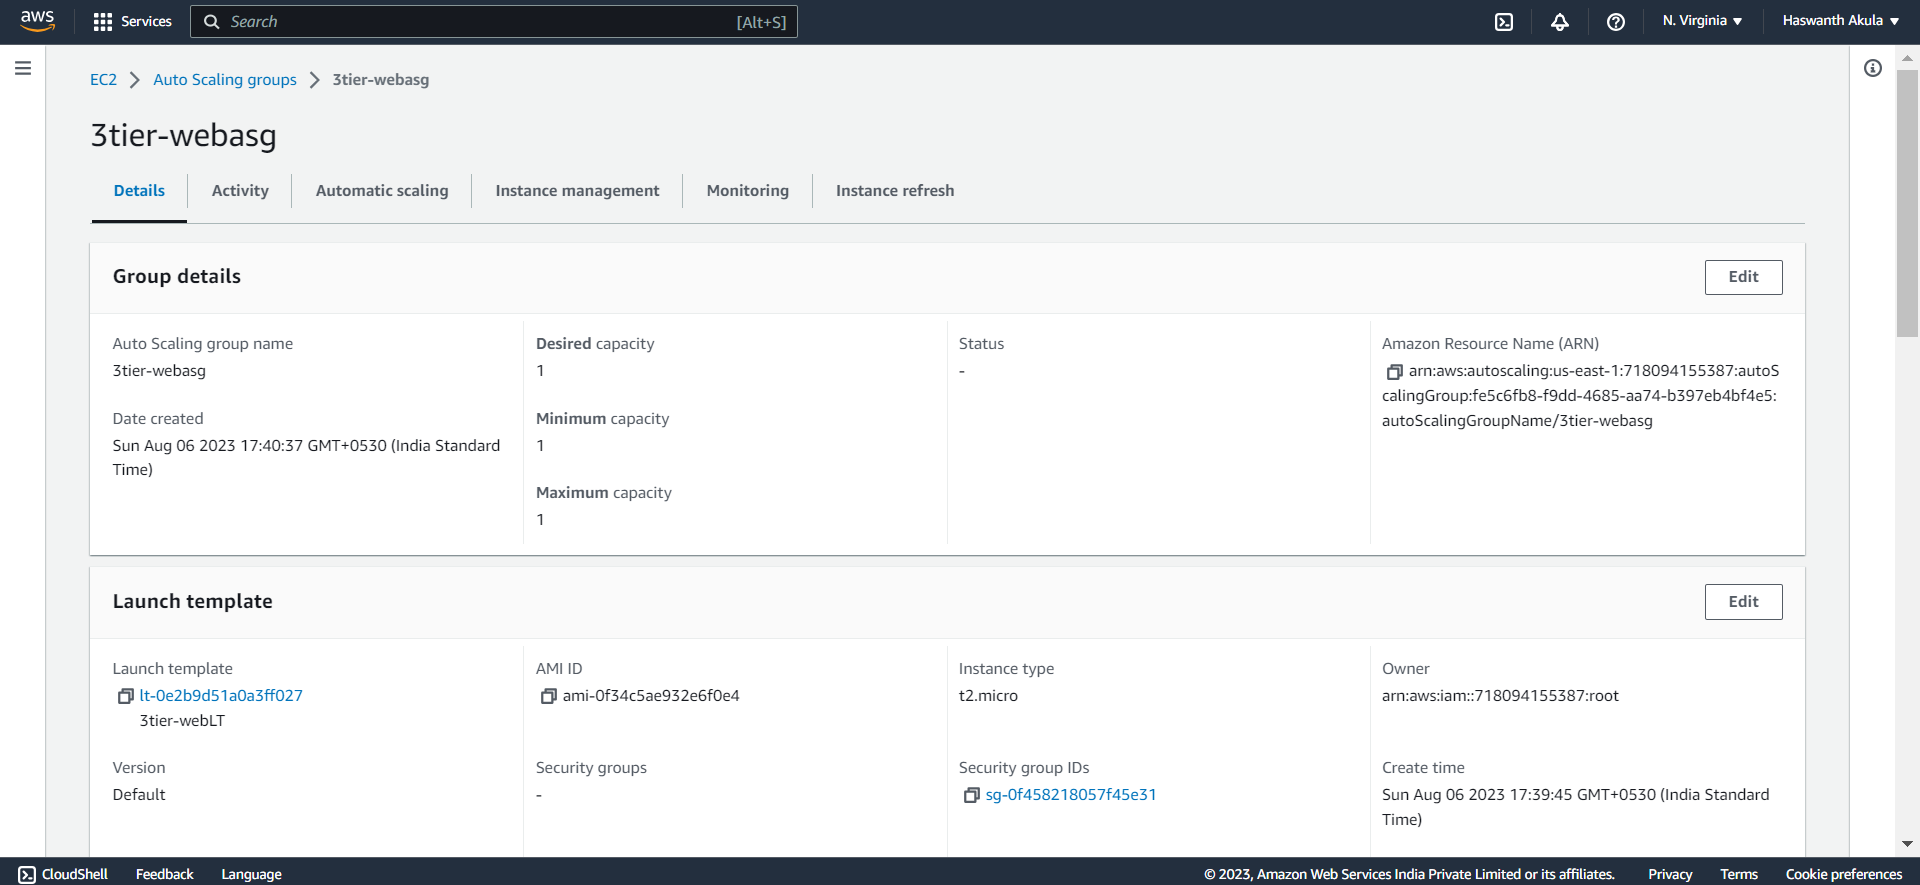 aws
Services
Search
[Alt+S]
N. Virginia
Haswanth Akula
EC2
Auto Scaling groups
3tier-webasg
3tier-webasg
Details
Activity
Automatic scaling
Instance management
Monitoring
Instance refresh
Group details
Edit
Auto Scaling group name
3tier-webasg
Date created
Sun Aug 06 2023 17:40:37 GMT+0530 (India Standard
Time)
Desired capacity
1
Minimum capacity
1
Maximum capacity
1
Status
-
Amazon Resource Name (ARN)
arn:aws:autoscaling:us-east-1:718094155387:autoS
calingGroup:fe5c6fb8-f9dd-4685-aa74-b397eb4bf4e5:
autoScalingGroupName/3tier-webasg
Launch template
Edit
Launch template
lt-0e2b9d51a0a3ff027
3tier-webLT
AMI ID
ami-0f34c5ae932e6f0e4
Instance type
t2.micro
Owner
arn:aws:iam::718094155387:root
Version
Default
Security groups
-
Security group IDs
sg-0f458218057f45e31
Create time
Sun Aug 06 2023 17:39:45 GMT+0530 (India Standard
Time)
CloudShell
Feedback
Language
© 2023, Amazon Web Services India Private Limited or its affiliates.
Privacy
Terms
Cookie preferences